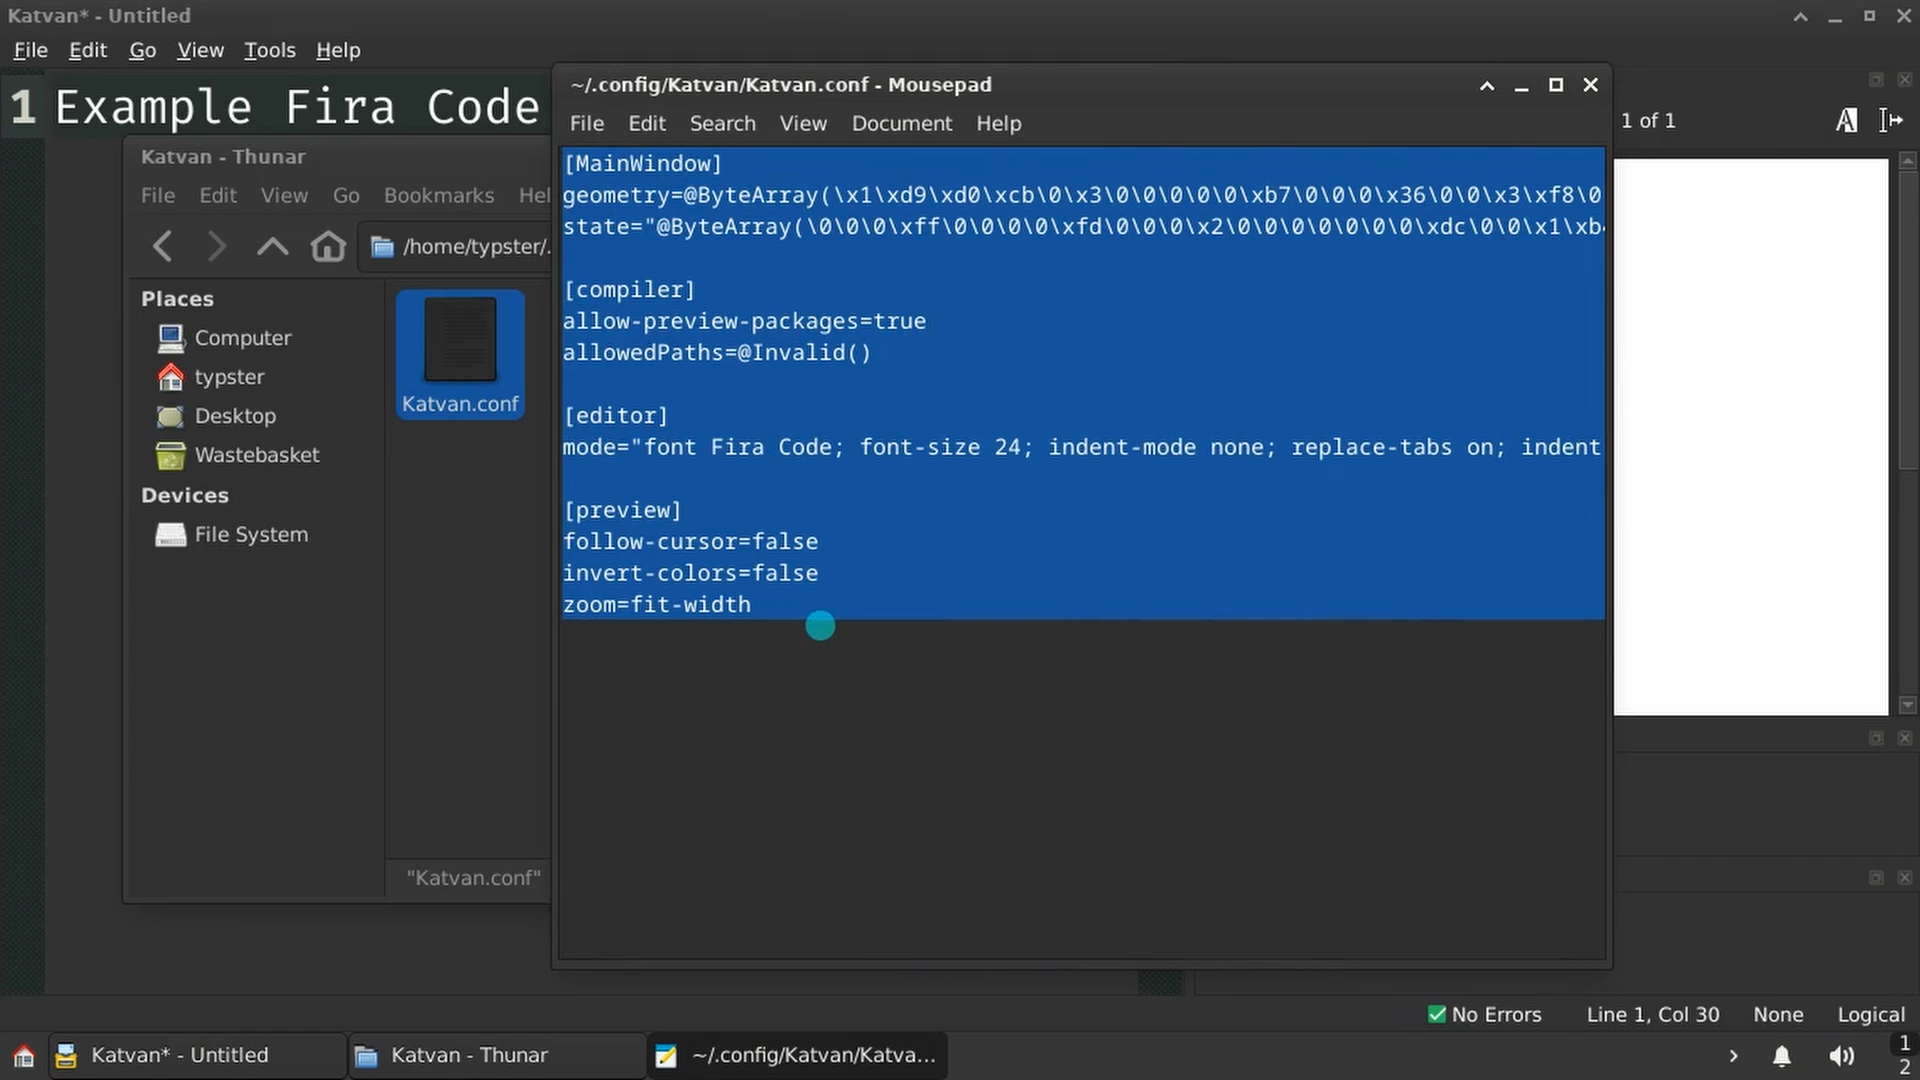 Katvan* - Untitled
File Edit Go View Tools Help
1 Example Fira Code
1 of 1
Katvan - Thunar
File Edit View Go Bookmarks Hel
/home/typster/.
Places
Computer
typster
Desktop
Wastebasket
Devices
File System
Katvan.conf
"Katvan.conf"
~/.config/Katvan/Katvan.conf - Mousepad
File Edit Search View Document Help
[MainWindow]
geometry=@ByteArray(\x1\xd9\xd0\xcb\0\x3\0\0\0\0\0\xb7\0\0\0\x36\0\0\x3\xf8\0
state="@ByteArray(\0\0\0\xff\0\0\0\0\xfd\0\0\0\x2\0\0\0\0\0\0\0\xdc\0\0\x1\xb4
[compiler]
allow-preview-packages=true
allowedPaths=@Invalid()
[editor]
mode="font Fira Code; font-size 24; indent-mode none; replace-tabs on; indent
[preview]
follow-cursor=false
invert-colors=false
zoom=fit-width
No Errors Line 1, Col 30 None Logical
Katvan* - Untitled Katvan - Thunar ~/.config/Katvan/Katva...
1
2